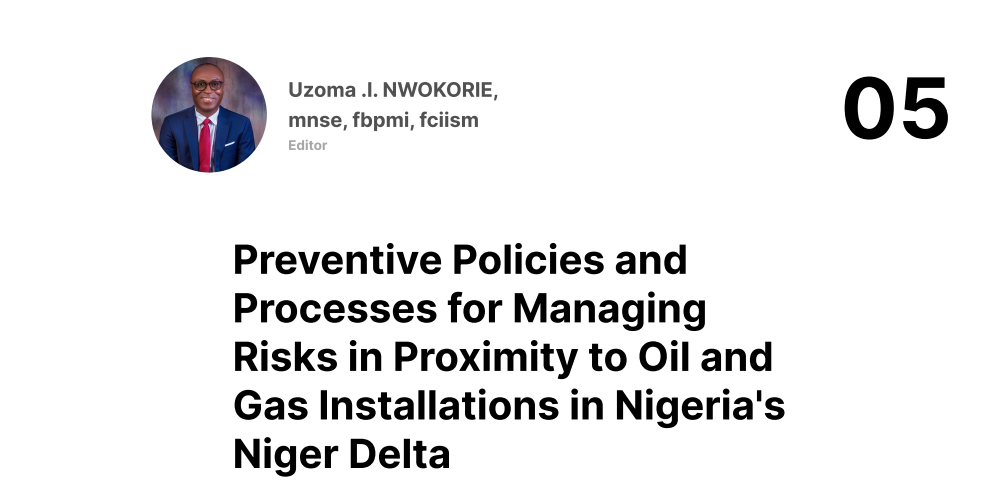 Uzoma .I. NWOKORIE,
mnse, fbpmi, fciism
Editor
05
Preventive Policies and
Processes for Managing
Risks in Proximity to Oil and
Gas Installations in Nigeria's
Niger Delta